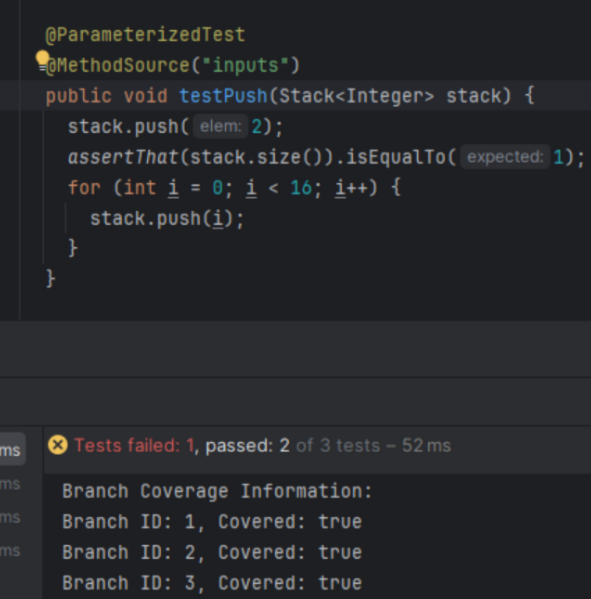 @ParameterizedTest
@MethodSource("inputs")
public void testPush(Stack<Integer> stack) {
stack.push( elem: 2);
assertThat(stack.size()).isEqualTo( expected: 1);
for (int i = 0; i < 16; i++) {
stack.push(i);
}
}
ms
Tests failed: 1, passed: 2 of 3 tests – 52 ms
ms
Branch Coverage Information:
ms
Branch ID: 1, Covered: true
ms
Branch ID: 2, Covered: true
Branch ID: 3, Covered: true